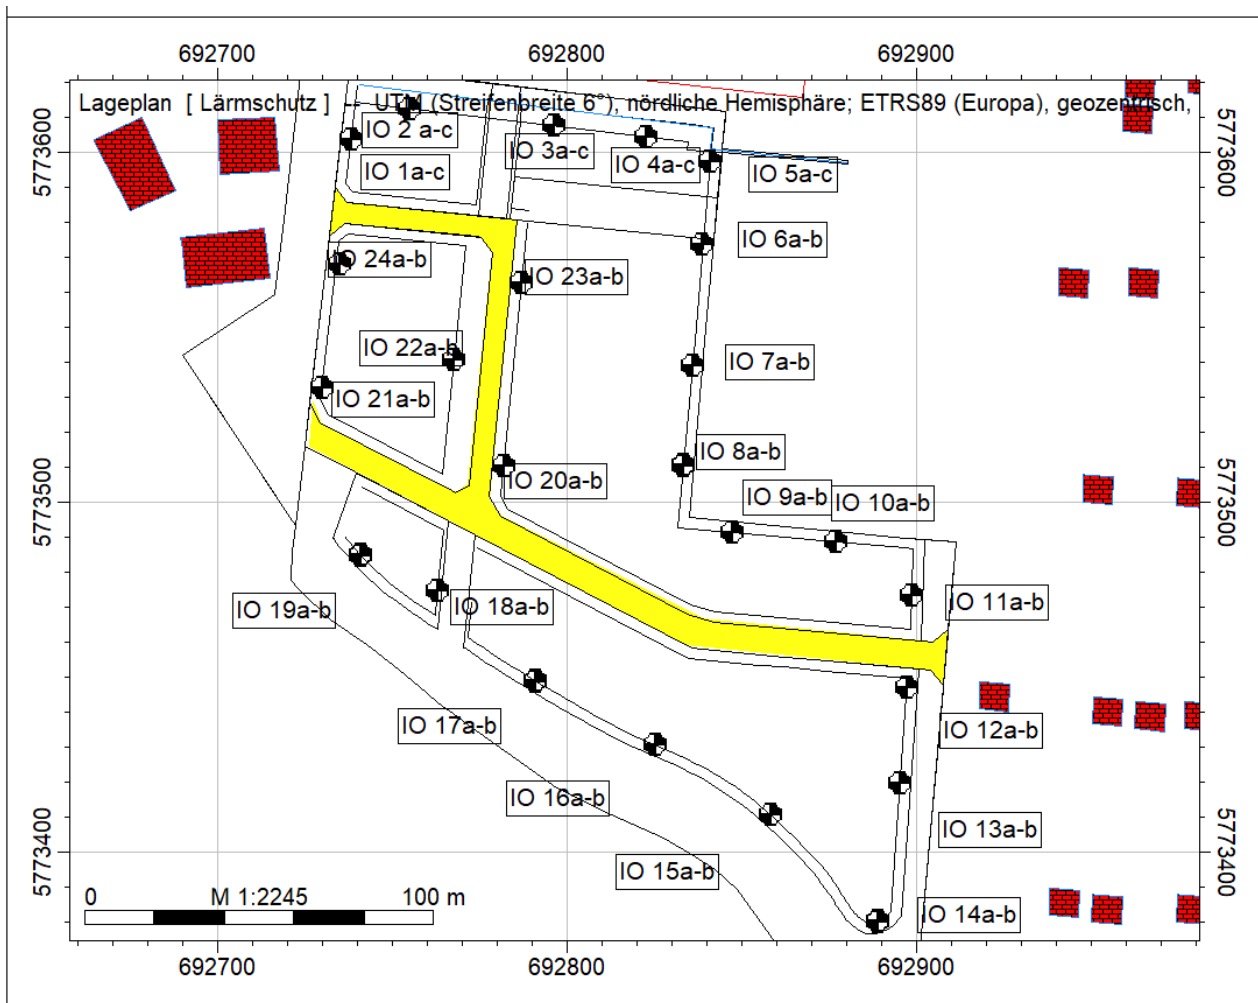 692700 692800 692900
Lageplan [ Lärmschutz ] UTM (Streifenbreite 6°), nördliche Hemisphäre; ETRS89 (Europa), geozentrisch,
IO 2 a-c
IO 3a-c
IO 4a-c
IO 1a-c
IO 5a-c
5773600
5773600
IO 6a-b
IO 24a-b
IO 23a-b
IO 22a-b
IO 7a-b
IO 21a-b
IO 8a-b
IO 20a-b
IO 9a-b
IO 10a-b
5773500
5773500
IO 19a-b
IO 18a-b
IO 11a-b
IO 17a-b
IO 12a-b
IO 16a-b
IO 13a-b
IO 15a-b
IO 14a-b
5773400
5773400
0 M 1:2245 100 m
692700 692800 692900